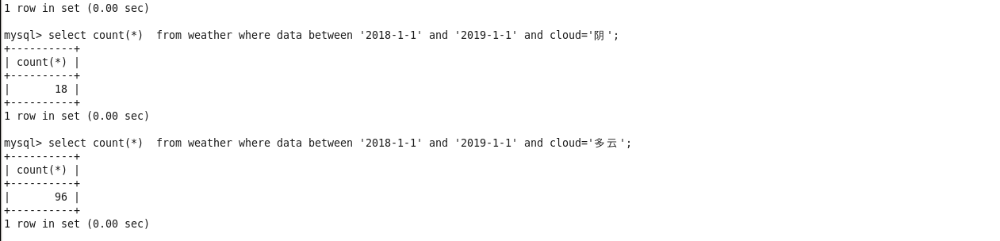 1 row in set (0.00 sec)
mysql> select count(*)  from weather where data between '2018-1-1' and '2019-1-1' and cloud='阴';
+----------+
| count(*) |
+----------+
|       18 |
+----------+
1 row in set (0.00 sec)
mysql> select count(*)  from weather where data between '2018-1-1' and '2019-1-1' and cloud='多云';
+----------+
| count(*) |
+----------+
|       96 |
+----------+
1 row in set (0.00 sec)